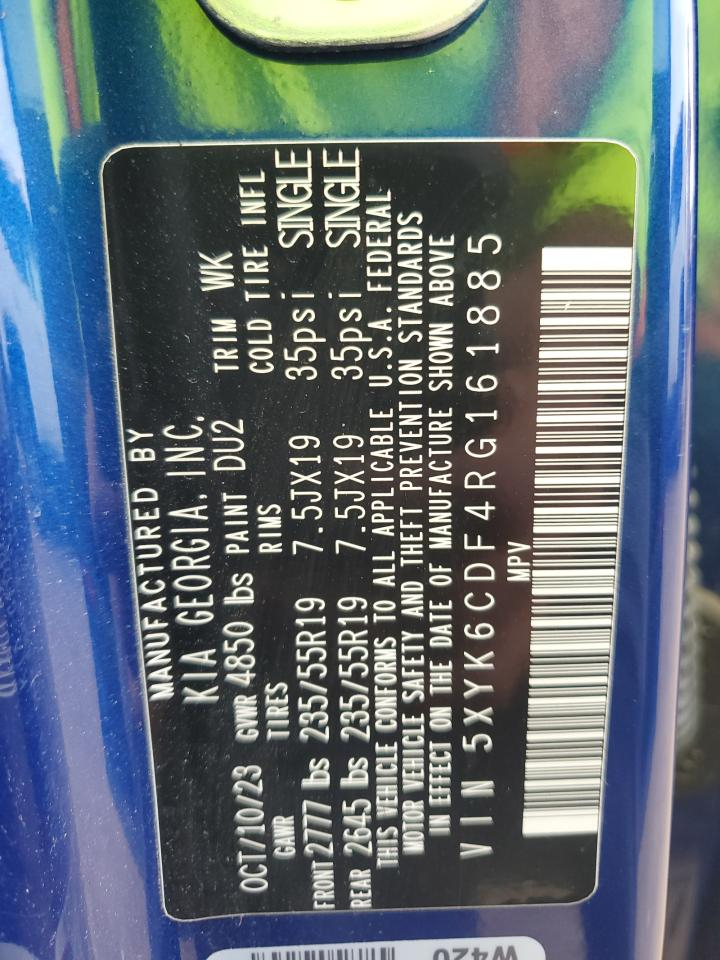 MANUFACTURED BY
KIA GEORGIA, INC.
OCT/10/23 GVWR 4850 lbs PAINT DU2 TRIM WK
GAWR TIRES RIMS COLD TIRE INFL
FRONT 2777 lbs 235/55R19 7.5JX19 35psi SINGLE
REAR 2645 lbs 235/55R19 7.5JX19 35psi SINGLE
THIS VEHICLE CONFORMS TO ALL APPLICABLE U.S.A. FEDERAL
MOTOR VEHICLE SAFETY AND THEFT PREVENTION STANDARDS
IN EFFECT ON THE DATE OF MANUFACTURE SHOWN ABOVE
VIN 5XYK6CDF4RG161885
MPV
W420